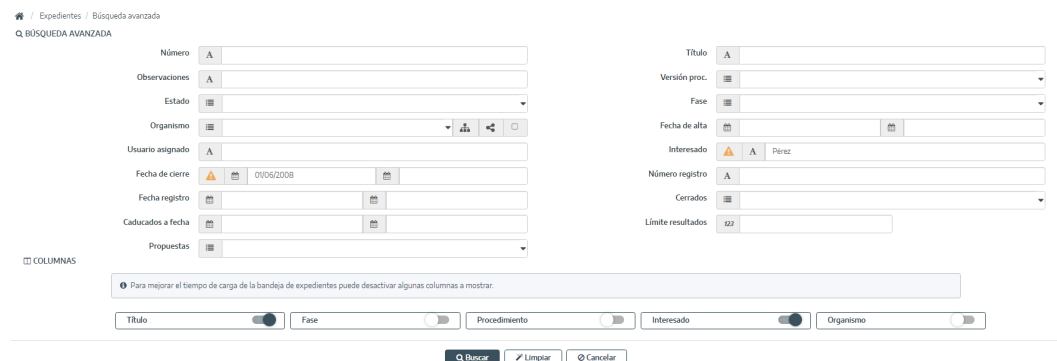 / Expedientes / Búsqueda avanzada
BÚSQUEDA AVANZADA
Número A
Título A
Observaciones A
Versión proc.
Estado
Fase
Organismo
Fecha de alta
Usuario asignado A
Interesado A Pérez
Fecha de cierre 01/06/2008
Número registro A
Fecha registro
Cerrados
Caducados a fecha
Límite resultados 123
Propuestas
COLUMNAS
Para mejorar el tiempo de carga de la bandeja de expedientes puede desactivar algunas columnas a mostrar.
Título Fase Procedimiento Interesado Organismo
Buscar Limpiar Cancelar